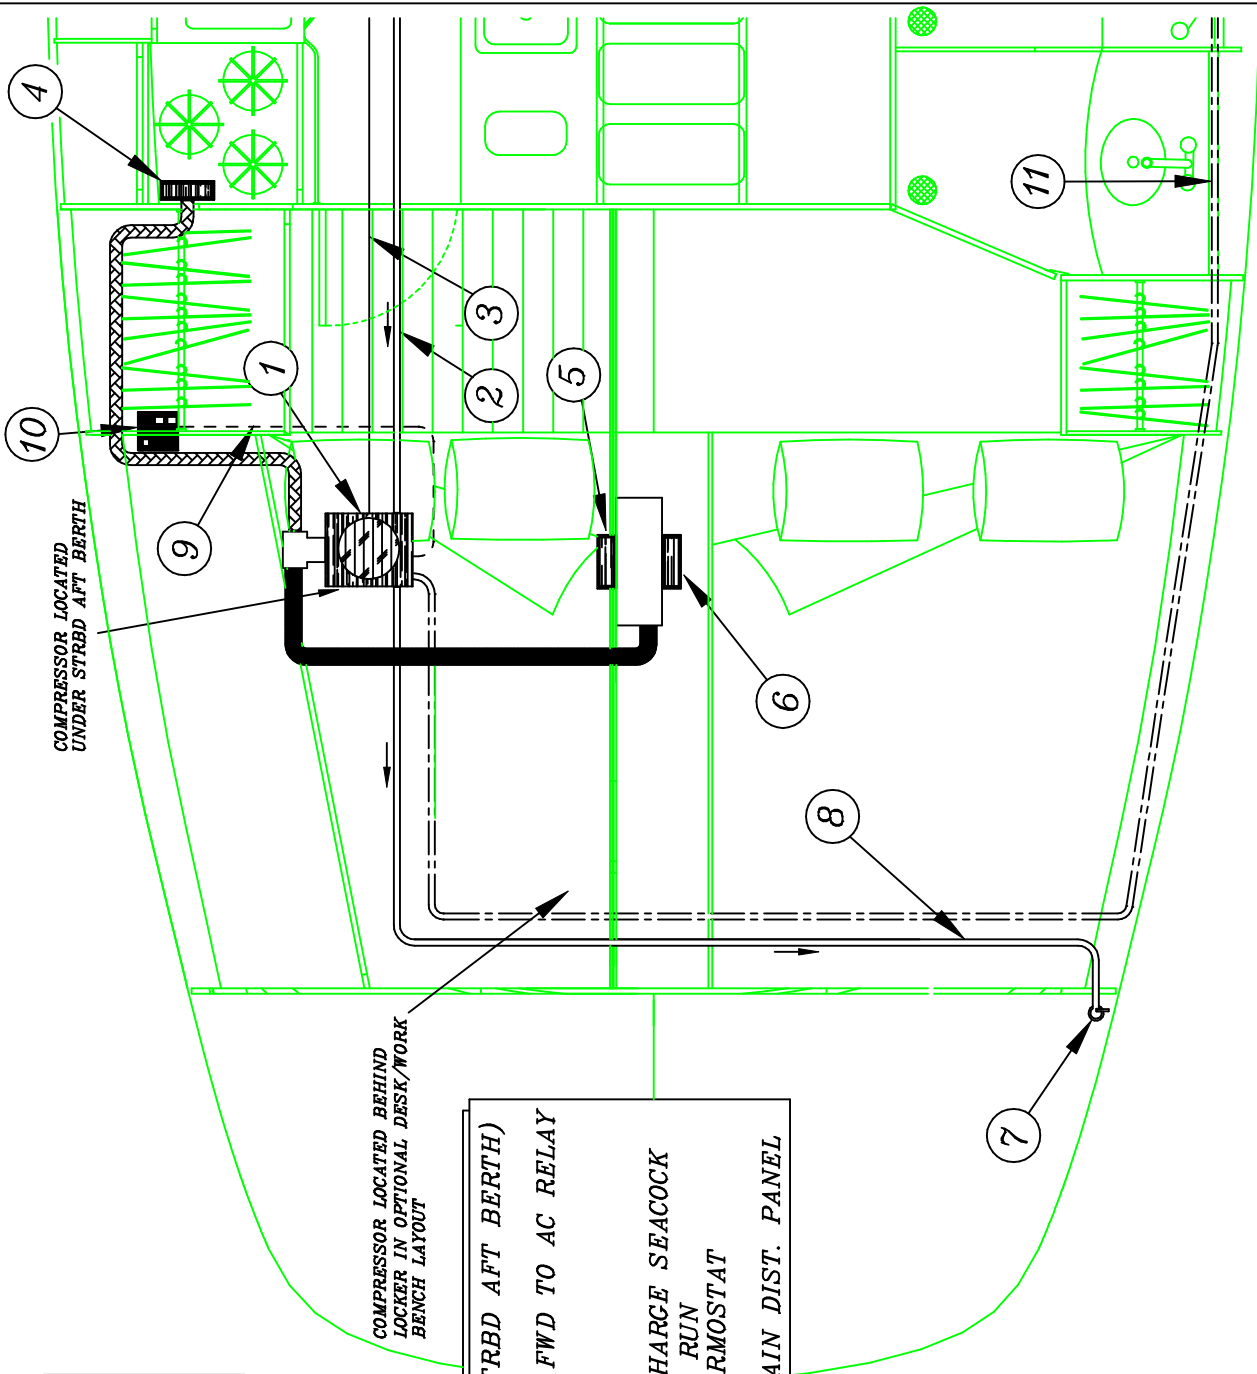 COMPRESSOR LOCATED
UNDER STRBD AFT BERTH
COMPRESSOR LOCATED BEHIND
LOCKER IN OPTIONAL DESK/WORK
BENCH LAYOUT
TRBD AFT BERTH)
FWD TO AC RELAY
HARGE SEACOCK
RUN
RMOSTAT
AIN DIST. PANEL
4
10
9
1
3
2
5
6
8
7
11